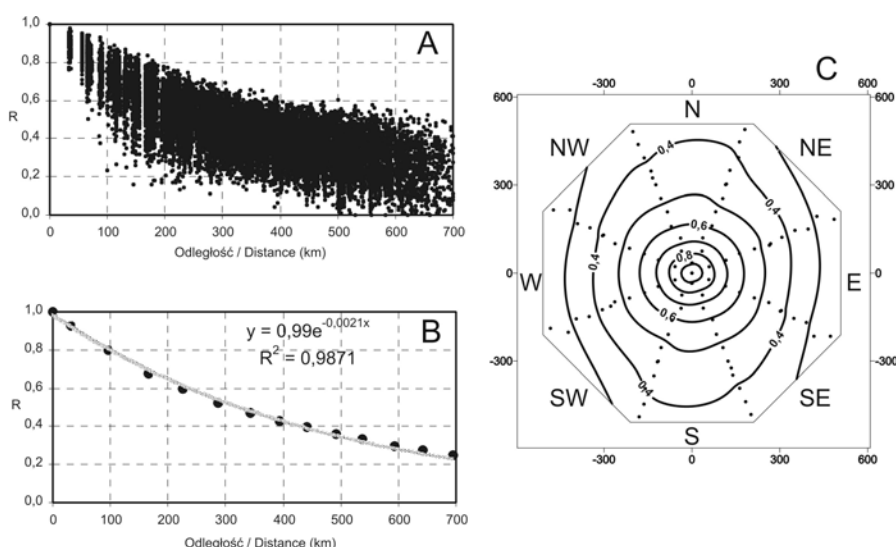 A
1,0
0,8
0,6
R
0,4
0,2
0,0
0 100 200 300 400 500 600 700
Odległość / Distance (km)
B
y = 0,99e^-0,0021x
R² = 0,9871
1,0
0,8
0,6
R
0,4
0,2
0,0
0 100 200 300 400 500 600 700
Odległość / Distance (km)
C
-300 0 300 600
600 600
N
NW NE
0,4 0,4
300 300
0,6
0,8
0,4
0 W E 0
0,6
0,4
-300 -300
0,4
SW SE
S
-300 0 300 600